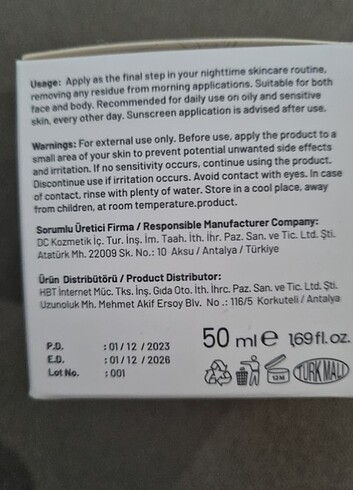 Usage: Apply as the final step in your nighttime skincare routine,
removing any residue from morning applications. Suitable for both
face and body. Recommended for daily use on oily and sensitive
skin, every other day. Sunscreen application is advised after use.
Warnings: For external use only. Before use, apply the product to a
small area of your skin to prevent potential unwanted side effects
and irritation. If no sensitivity occurs, continue using the product.
Discontinue use if irritation occurs. Avoid contact with eyes. In case
of contact, rinse with plenty of water. Store in a cool place, away
from children, at room temperature.product.
Sorumlu Üretici Firma / Responsible Manufacturer Company:
DC Kozmetik İç. Tur. İnş. İm. Taah. İth. İhr. Paz. San. ve Tic. Ltd. Şti.
Atatürk Mh. 22009 Sk. No.: 10 Aksu / Antalya / Türkiye
Ürün Distribütörü / Product Distributor:
HBT İnternet Müc. Tks. İnş. Gıda Oto. İth. İhrc. Paz. San. ve Tic. Ltd. Şti.
Uzunoluk Mh. Mehmet Akif Ersoy Blv. No .: 116/5 Korkuteli / Antalya
50 ml e 1,69 fl. oz.
P.D. : 01 / 12 / 2023
E.D. : 01 / 12 / 2026
Lot No. : 001
12M
TÜRK MALI